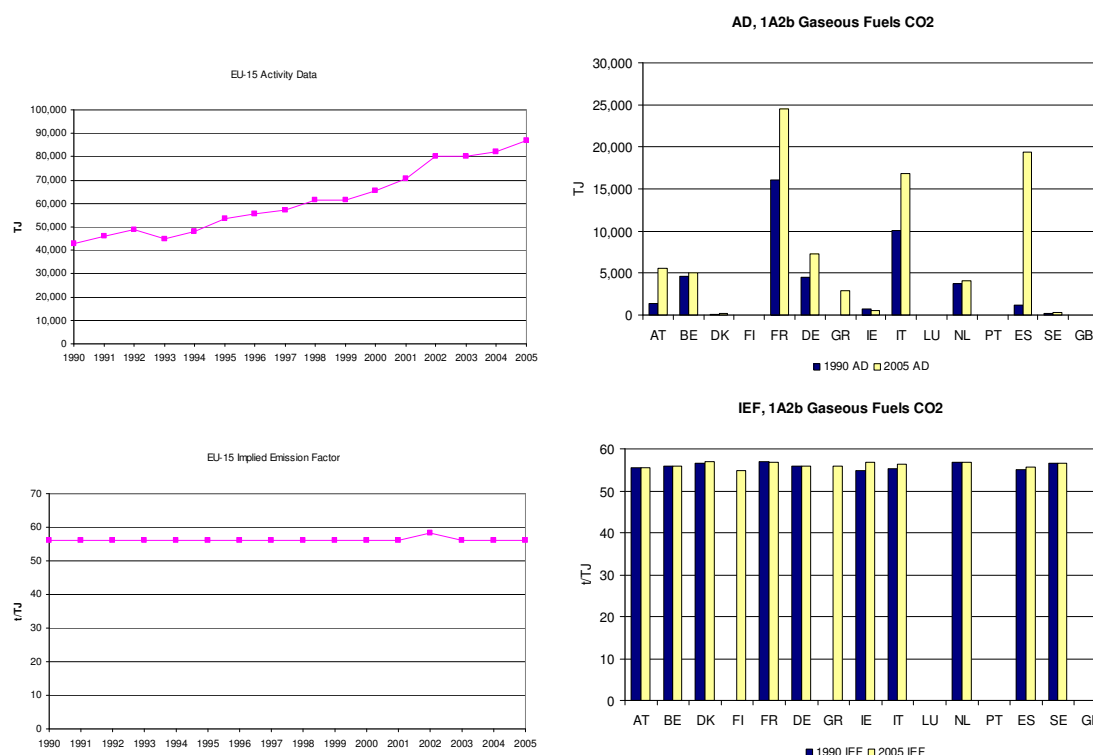 EU-15 Activity Data
100,000
90,000
80,000
70,000
60,000
50,000
40,000
30,000
20,000
10,000
0
TJ
1990 1991 1992 1993 1994 1995 1996 1997 1998 1999 2000 2001 2002 2003 2004 2005
AD, 1A2b Gaseous Fuels CO2
30,000
25,000
20,000
15,000
10,000
5,000
0
TJ
AT BE DK FI FR DE GR IE IT LU NL PT ES SE GB
1990 AD 2005 AD
EU-15 Implied Emission Factor
70
60
50
40
30
20
10
0
t/TJ
1990 1991 1992 1993 1994 1995 1996 1997 1998 1999 2000 2001 2002 2003 2004 2005
IEF, 1A2b Gaseous Fuels CO2
60
50
40
30
20
10
0
t/TJ
AT BE DK FI FR DE GR IE IT LU NL PT ES SE
1990 IEF 2005 IEF